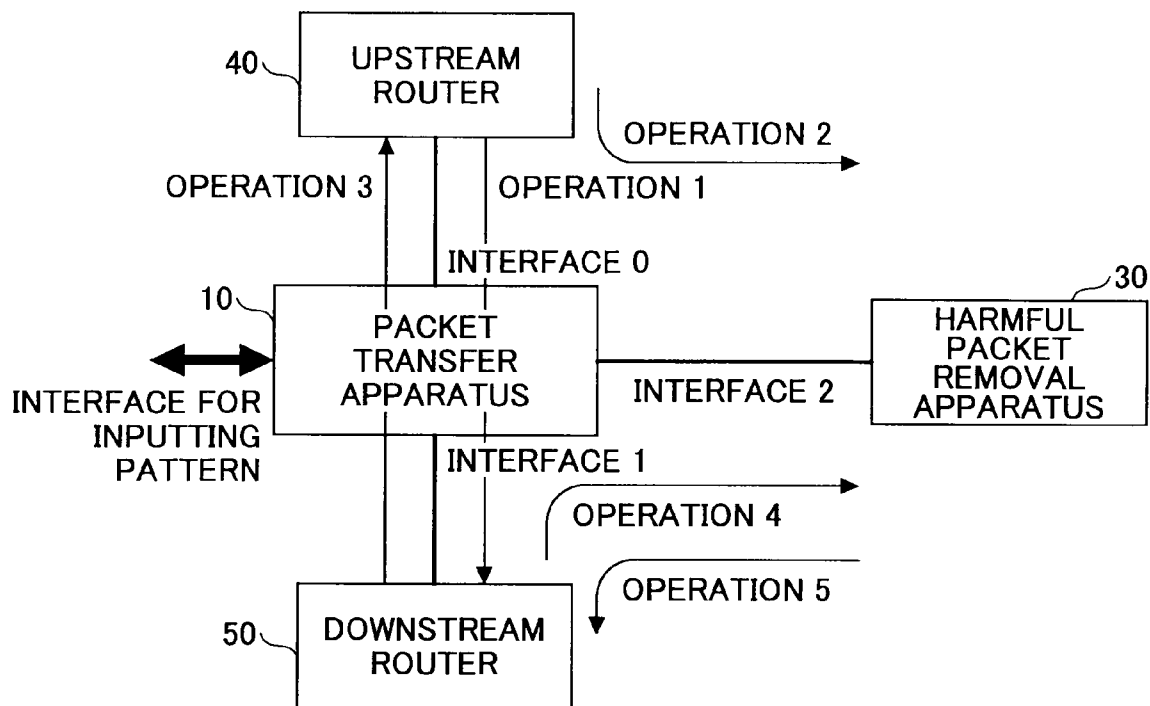 40
UPSTREAM
ROUTER
OPERATION 2
OPERATION 3
OPERATION 1
INTERFACE 0
10
PACKET
TRANSFER
APPARATUS
30
HARMFUL
PACKET
REMOVAL
APPARATUS
INTERFACE 2
INTERFACE FOR
INPUTTING
PATTERN
INTERFACE 1
OPERATION 4
OPERATION 5
50
DOWNSTREAM
ROUTER